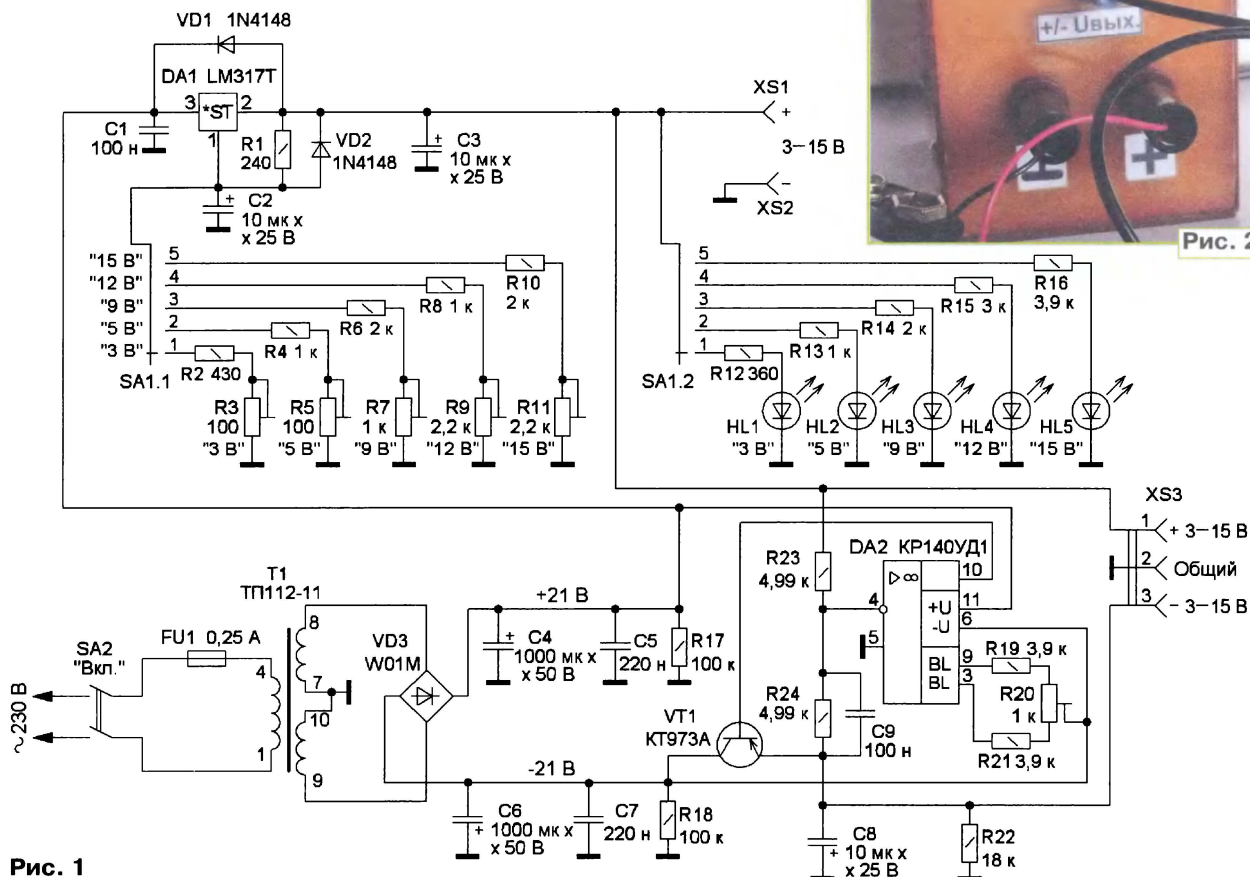 VD1 1N4148
DA1 LM317T
3
*ST
2
1
C1
100 н
R1
240
VD2
1N4148
C2
10 мк х
х 25 В
+
C3
10 мк х
х 25 В
+
XS1
+
3–15 В
–
XS2
+/- Uвых.
+
Рис. 2
"15 В"
"12 В"
"9 В"
"5 В"
"3 В"
5
4
3
2
1
SA1.1
R10
2 к
R8 1 к
R6 2 к
R4 1 к
R2 430
R3
100
"3 В"
R5
100
"5 В"
R7
1 к
"9 В"
R9
2,2 к
"12 В"
R11
2,2 к
"15 В"
5
4
3
2
1
SA1.2
R16
3,9 к
R15 3 к
R14 2 к
R13 1 к
R12 360
HL1
"3 В"
HL2
"5 В"
HL3
"9 В"
HL4
"12 В"
HL5
"15 В"
XS3
1
+ 3–15 В
2
Общий
3
– 3–15 В
R23
4,99 к
DA2 КР140УД1
▷ ∞
4
5
10
+U
11
-U
6
BL
9
BL
3
R19 3,9 к
R20
1 к
R21 3,9 к
R24
4,99 к
C9
100 н
VT1
КТ973А
T1
ТП112-11
SA2
"Вкл."
FU1 0,25 А
~230 В
4
1
8
7
10
9
VD3
W01M
+21 В
C4
1000 мк х
х 50 В
+
C5
220 н
R17
100 к
-21 В
C6
+ 1000 мк х
х 50 В
C7
220 н
R18
100 к
C8
+ 10 мк х
х 25 В
R22
18 к
Рис. 1